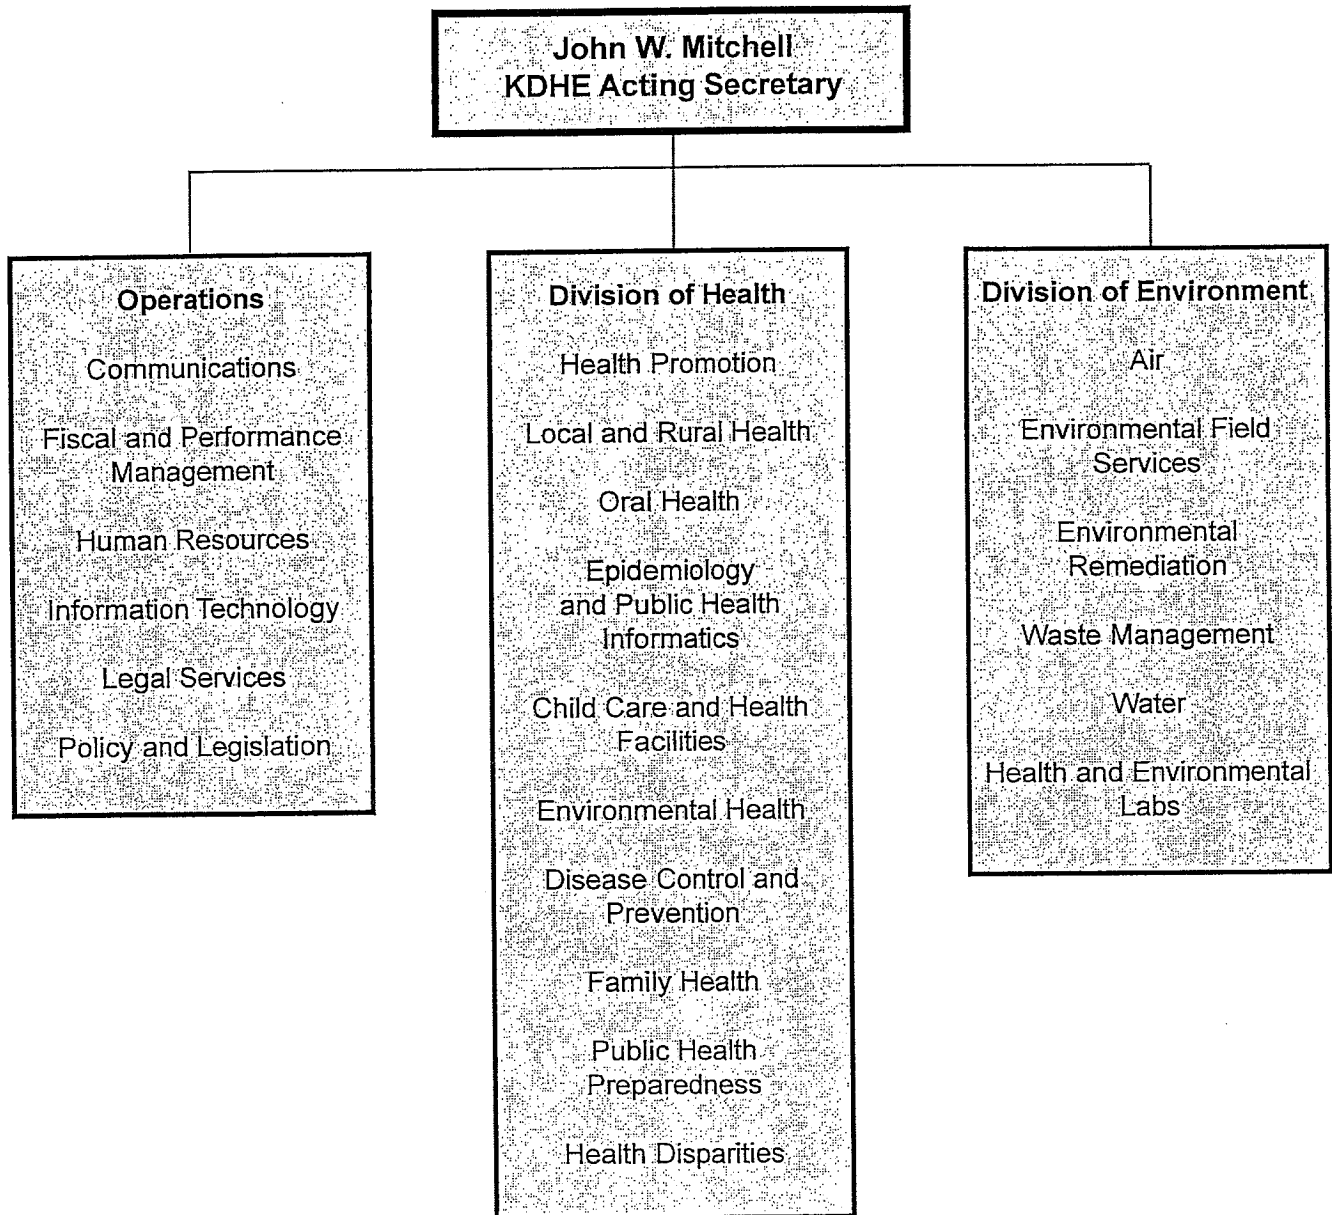 John W. Mitchell
KDHE Acting Secretary
Operations
Communications
Fiscal and Performance
Management
Human Resources
Information Technology
Legal Services
Policy and Legislation
Division of Health
Health Promotion
Local and Rural Health
Oral Health
Epidemiology
and Public Health
Informatics
Child Care and Health
Facilities
Environmental Health
Disease Control and
Prevention
Family Health
Public Health
Preparedness
Health Disparities
Division of Environment
Air
Environmental Field
Services
Environmental
Remediation
Waste Management
Water
Health and Environmental
Labs